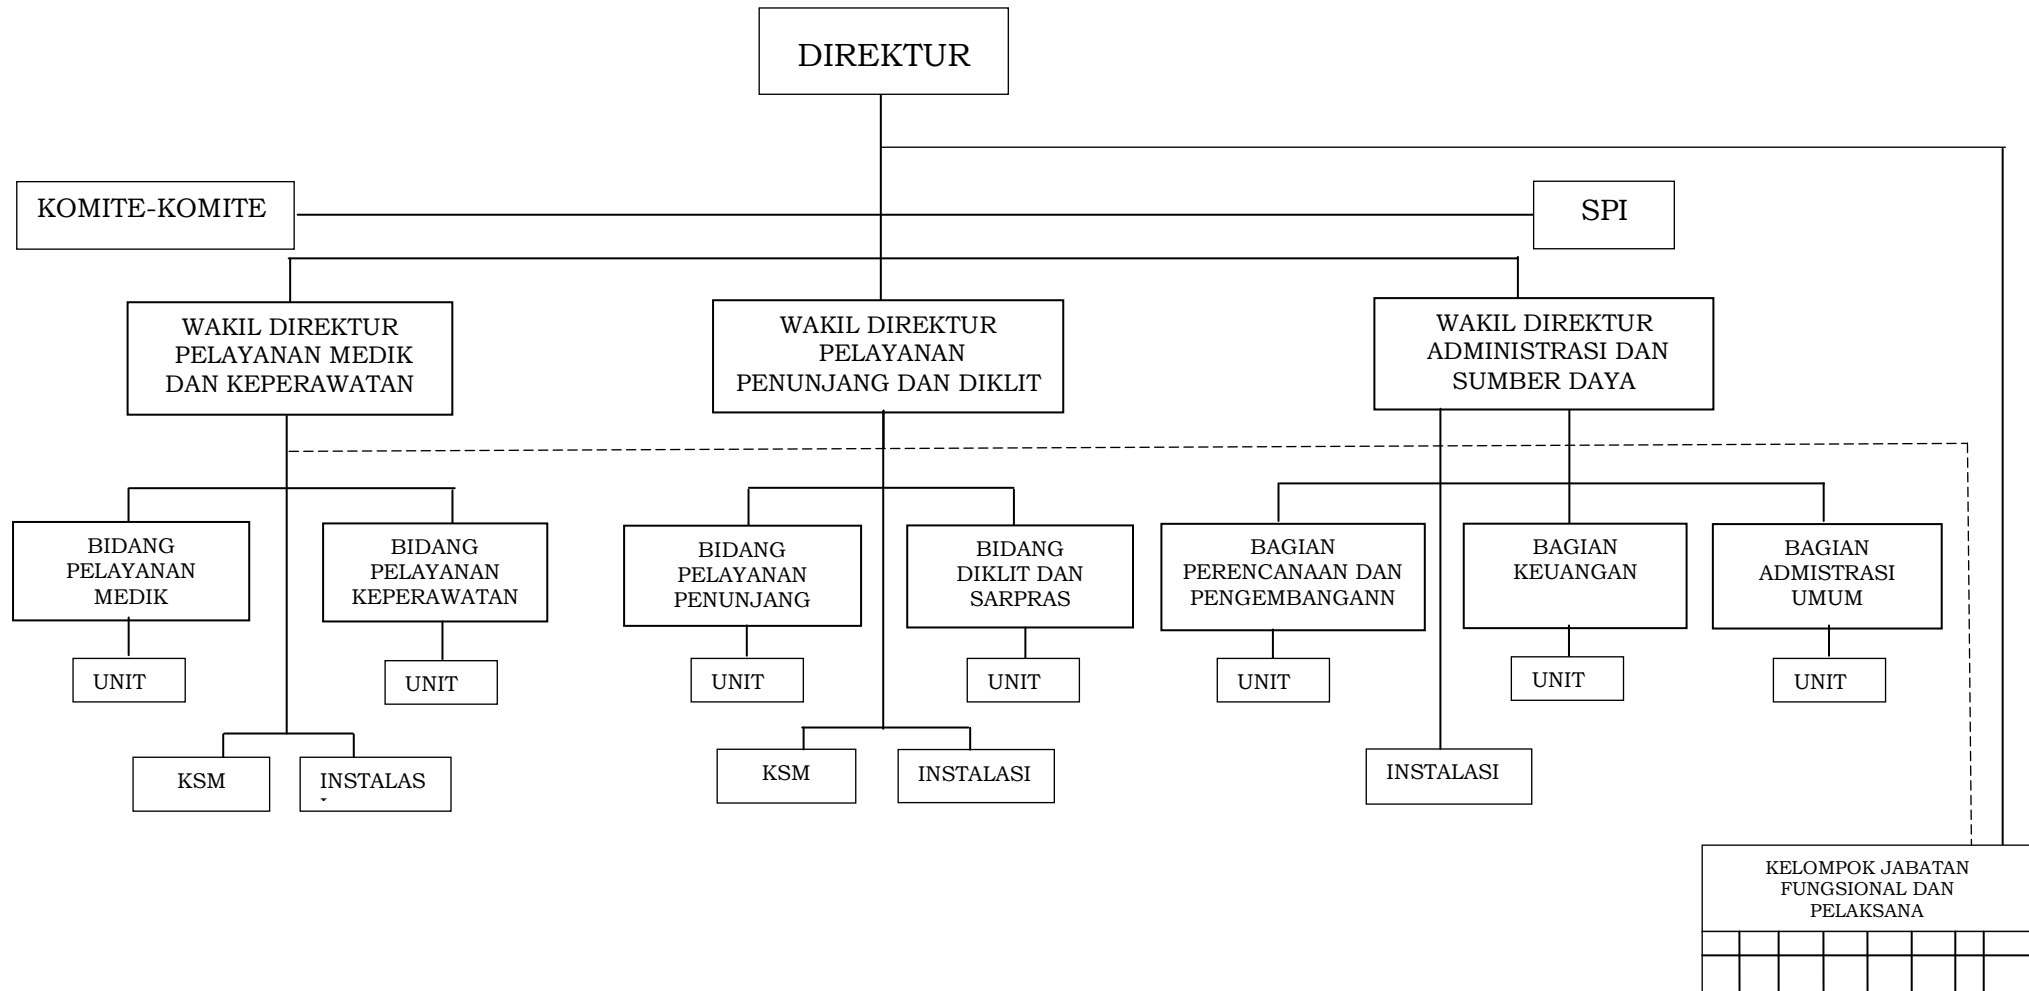 DIREKTUR
KOMITE-KOMITE
SPI
WAKIL DIREKTUR
PELAYANAN MEDIK
DAN KEPERAWATAN
WAKIL DIREKTUR
PELAYANAN
PENUNJANG DAN DIKLIT
WAKIL DIREKTUR
ADMINISTRASI DAN
SUMBER DAYA
BIDANG
PELAYANAN
MEDIK
BIDANG
PELAYANAN
KEPERAWATAN
BIDANG
PELAYANAN
PENUNJANG
BIDANG
DIKLIT DAN
SARPRAS
BAGIAN
PERENCANAAN DAN
PENGEMBANGANN
BAGIAN
KEUANGAN
BAGIAN
ADMISTRASI
UMUM
UNIT
UNIT
UNIT
UNIT
UNIT
UNIT
UNIT
KSM
INSTALAS
KSM
INSTALASI
INSTALASI
KELOMPOK JABATAN
FUNGSIONAL DAN
PELAKSANA